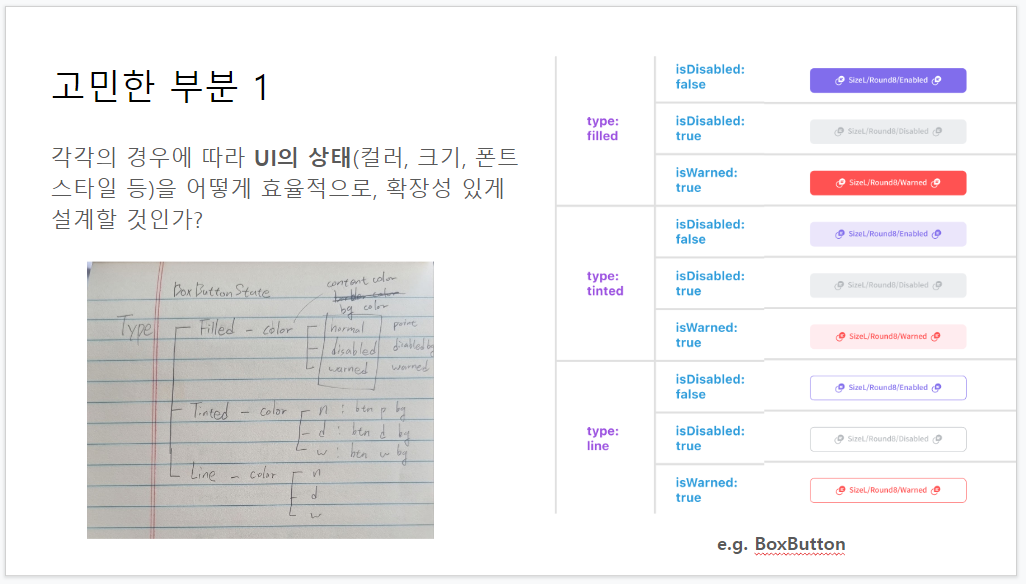 고민한 부분 1
각각의 경우에 따라 UI의 상태(컬러, 크기, 폰트
스타일 등)을 어떻게 효율적으로, 확장성 있게
설계할 것인가?
Box Button State
content color
border color
bg color
Type
Filled - color
normal
disabled
warned
disabled bg
warned
Tinted - color
n : btn p bg
d : btn d bg
w : btn w bg
Line - color
n
d
w
type:
filled
isDisabled:
false
SizeL/Round8/Enabled
isDisabled:
true
SizeL/Round8/Disabled
isWarned:
true
SizeL/Round8/Warned
type:
tinted
isDisabled:
false
SizeL/Round8/Enabled
isDisabled:
true
SizeL/Round8/Disabled
isWarned:
true
SizeL/Round8/Warned
type:
line
isDisabled:
false
SizeL/Round8/Enabled
isDisabled:
true
SizeL/Round8/Disabled
isWarned:
true
SizeL/Round8/Warned
e.g. BoxButton